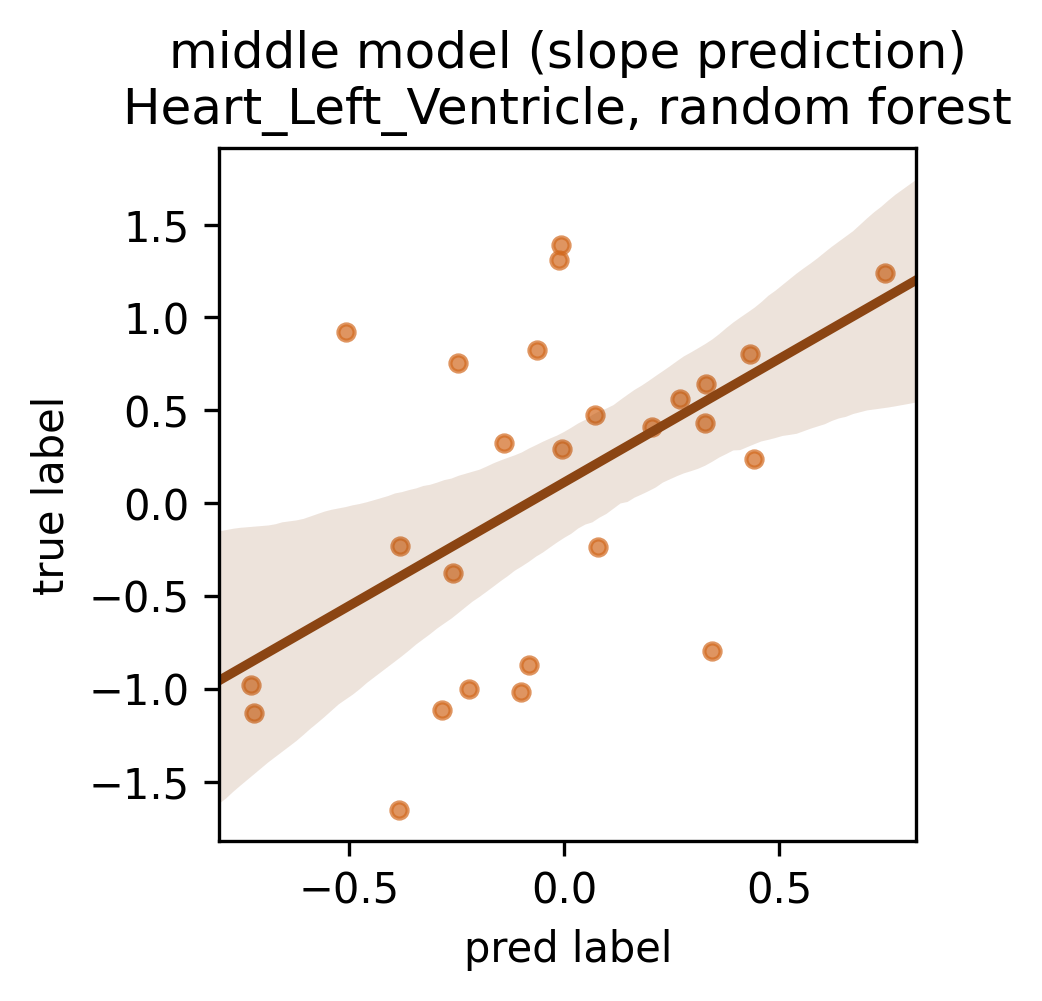 middle model (slope prediction)
Heart_Left_Ventricle, random forest
1.5
1.0
0.5
0.0
−0.5
−1.0
−1.5
true label
−0.5 0.0 0.5
pred label